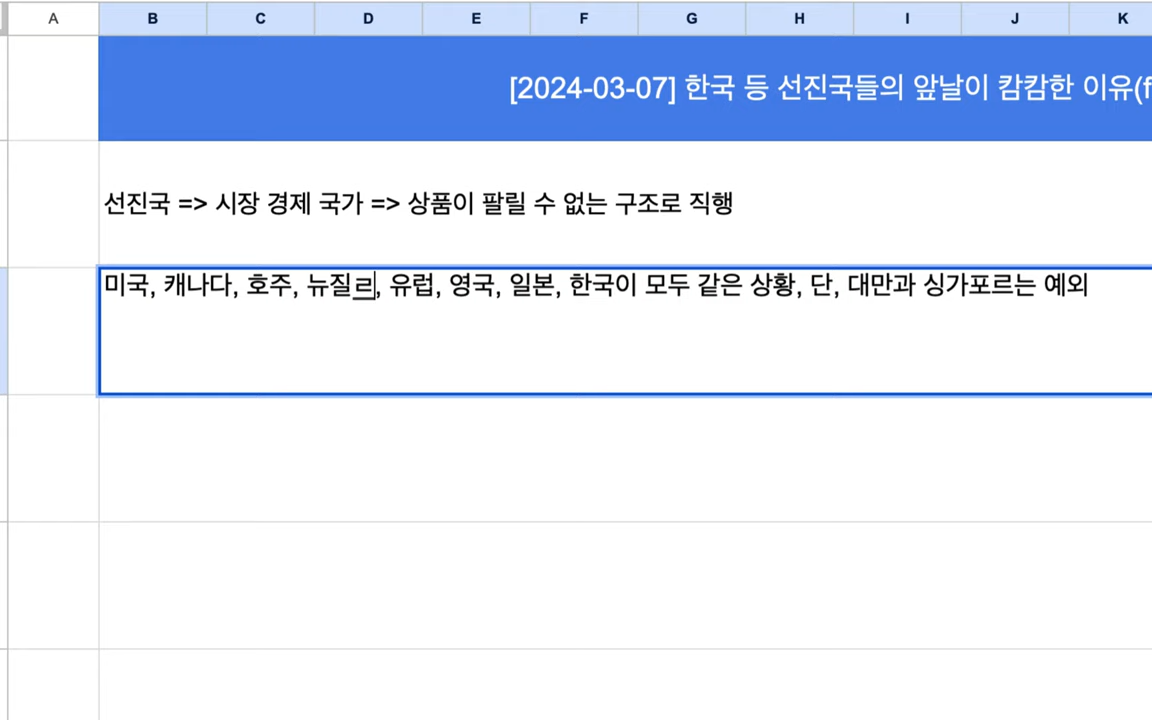 A B C D E F G H I J K
[2024-03-07] 한국 등 선진국들의 앞날이 캄캄한 이유(f
선진국 => 시장 경제 국가 => 상품이 팔릴 수 없는 구조로 직행
미국, 캐나다, 호주, 뉴질르, 유럽, 영국, 일본, 한국이 모두 같은 상황, 단, 대만과 싱가포르는 예외